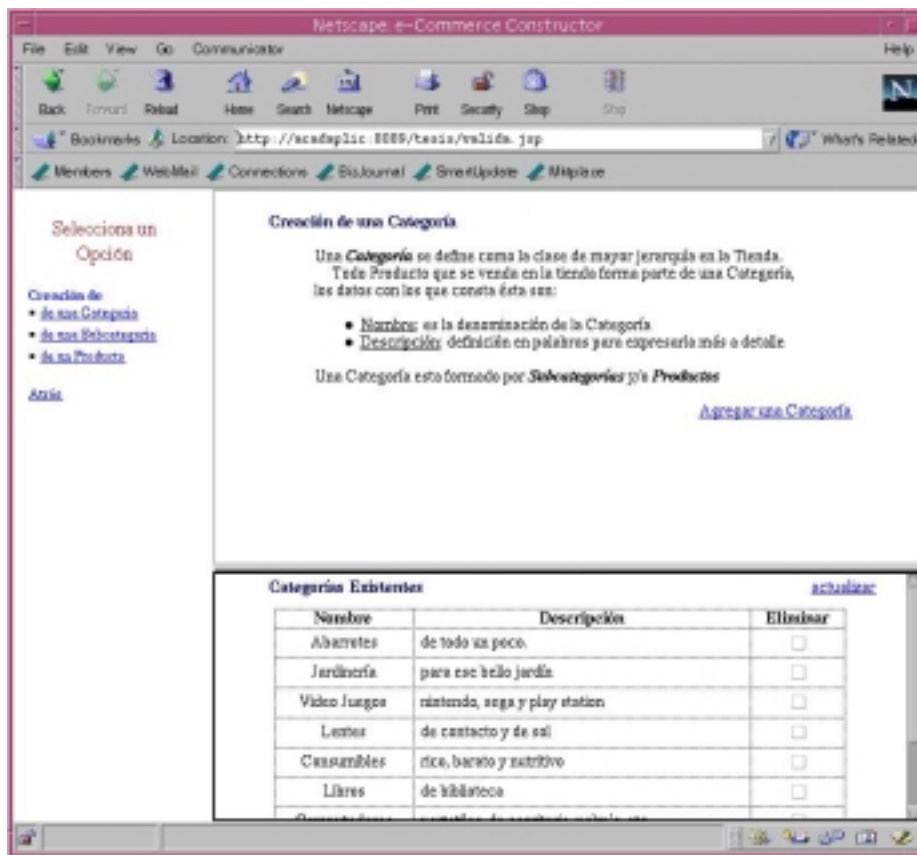 Netscape: e-Commerce Constructor
File Edit View Go Communicator Help
Back Forward Reload Home Search Netscape Print Security Shop Stop
Bookmarks Location: http://acadaplic:8089/tesis/valida.jsp What's Related
Members WebMail Connections BizJournal SmartUpdate Mktplace
Selecciona un
Opción
Creación de
• de una Categoría
• de una Subcategoría
• de un Producto
Atrás
Creación de una Categoría
Una Categoría se define como la clase de mayor jerarquía en la Tienda.
Todo Producto que se venda en la tienda forma parte de una Categoría,
los datos con los que consta ésta son:
• Nombre: es la denominación de la Categoría
• Descripción: definición en palabras para expresarla más a detalle
Una Categoría esta formado por Subcategorías y/o Productos
Agregar una Categoría
Categorías Existentes actualizar
Nombre Descripción Eliminar
Abarrotes de todo un poco.
Jardinería para ese bello jardín
Video Juegos nintendo, sega y play station
Lentes de contacto y de sol
Consumibles rico, barato y nutritivo
Libros de biblioteca